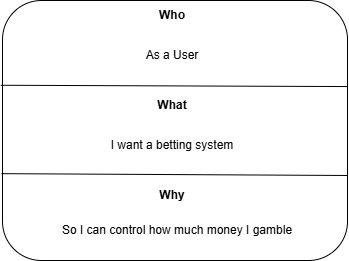 Who
As a User
What
I want a betting system
Why
So I can control how much money I gamble